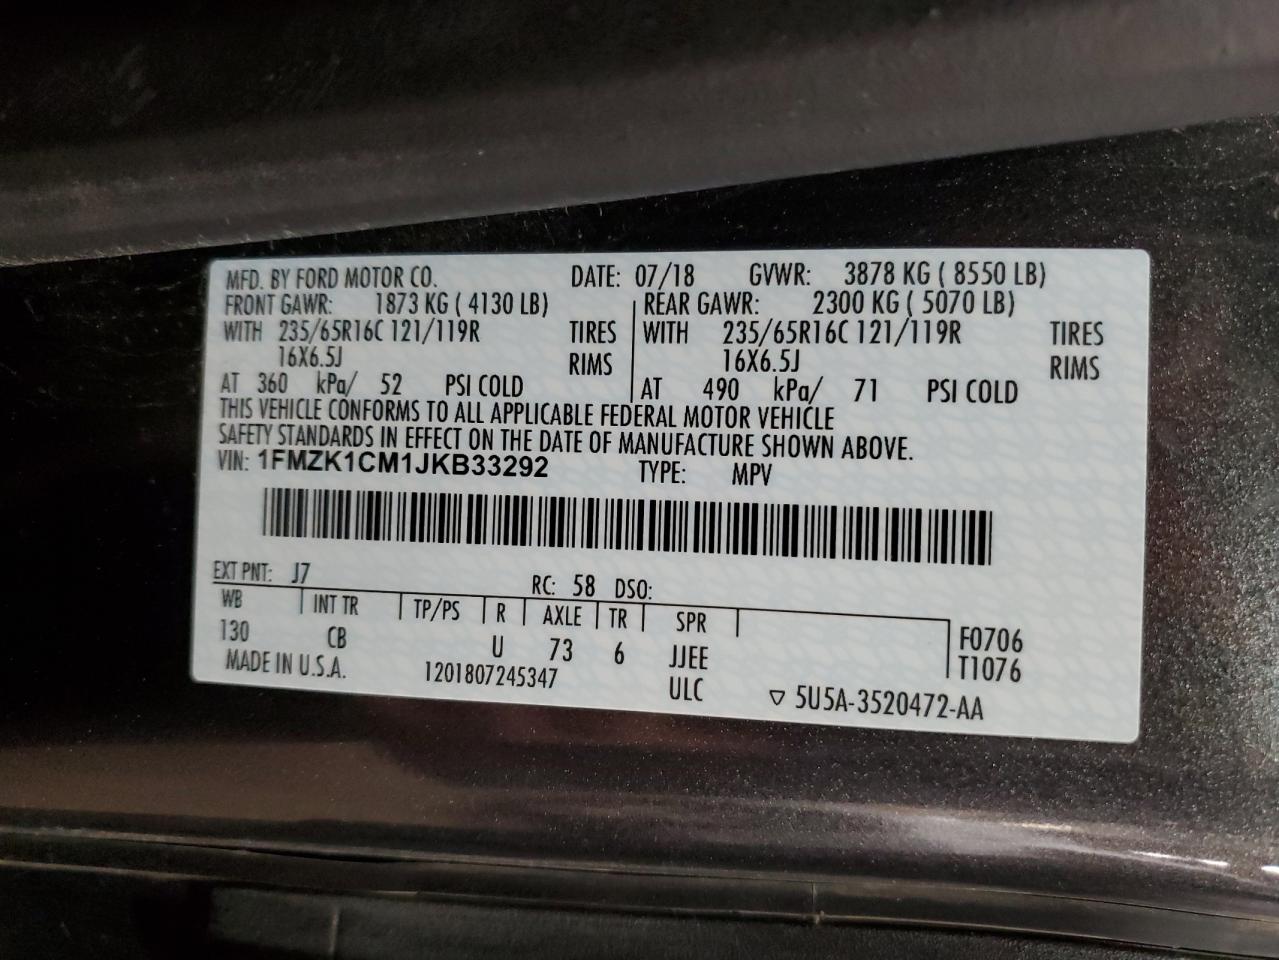 MFD. BY FORD MOTOR CO. DATE: 07/18 GVWR: 3878 KG ( 8550 LB)
FRONT GAWR: 1873 KG ( 4130 LB) REAR GAWR: 2300 KG ( 5070 LB)
WITH 235/65R16C 121/119R TIRES WITH 235/65R16C 121/119R TIRES
16X6.5J RIMS 16X6.5J RIMS
AT 360 kPa/ 52 PSI COLD AT 490 kPa/ 71 PSI COLD
THIS VEHICLE CONFORMS TO ALL APPLICABLE FEDERAL MOTOR VEHICLE
SAFETY STANDARDS IN EFFECT ON THE DATE OF MANUFACTURE SHOWN ABOVE.
VIN: 1FMZK1CM1JKB33292 TYPE: MPV
EXT PNT: J7 RC: 58 DSO:
WB INT TR TP/PS R AXLE TR SPR
130 CB U 73 6 JJEE F0706
MADE IN U.S.A. 1201807245347 ULC T1076
▽ 5U5A-3520472-AA